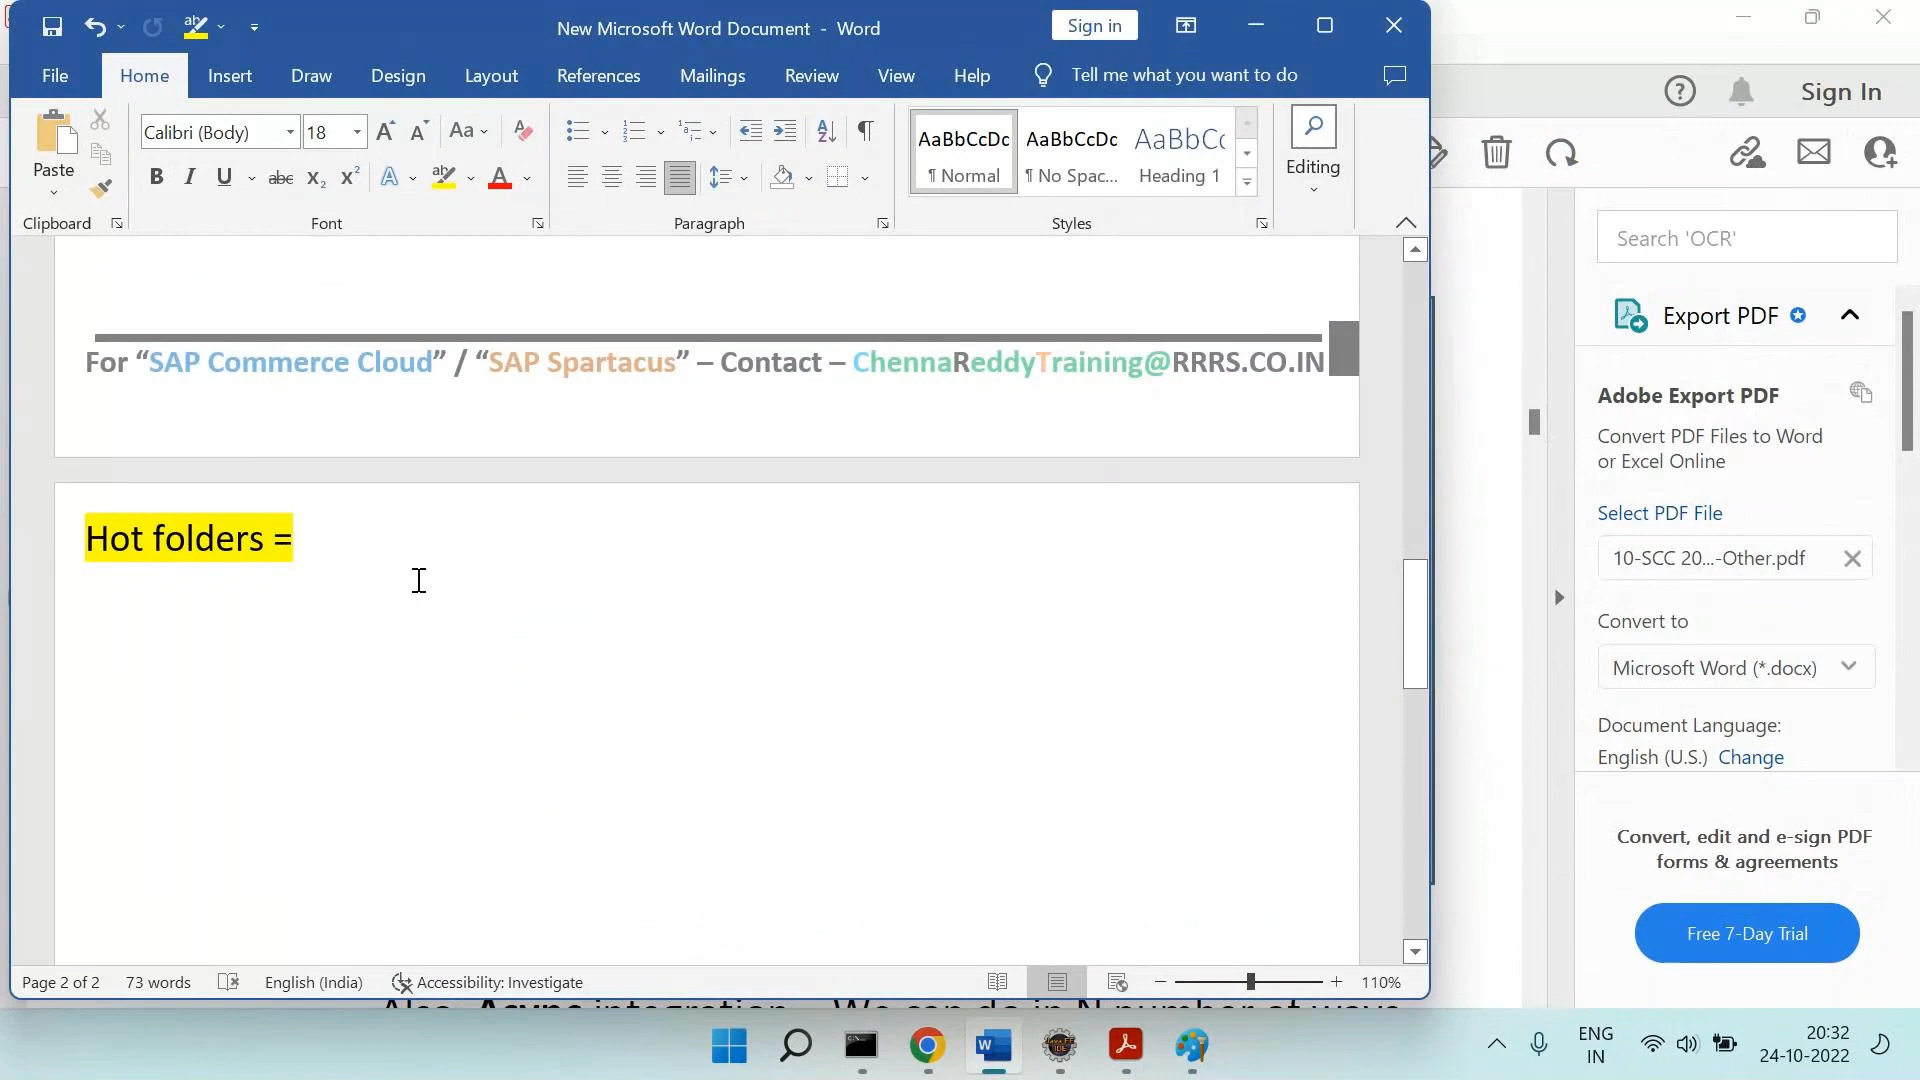 New Microsoft Word Document - Word
Sign in
File Home Insert Draw Design Layout References Mailings Review View Help Tell me what you want to do
Paste
Calibri (Body) 18
Aa
AaBbCcDc AaBbCcDc AaBbCc
¶ Normal ¶ No Spac... Heading 1
Editing
B I U abc X₂ X² A ab A
Clipboard Font Paragraph Styles
For “SAP Commerce Cloud” / “SAP Spartacus” – Contact – ChennaReddyTraining@RRRS.CO.IN
Hot folders =
Page 2 of 2 73 words English (India) Accessibility: Investigate 110%
Sign In
Search 'OCR'
Export PDF
Adobe Export PDF
Convert PDF Files to Word
or Excel Online
Select PDF File
10-SCC 20...-Other.pdf
Convert to
Microsoft Word (*.docx)
Document Language:
English (U.S.) Change
Convert, edit and e-sign PDF
forms & agreements
Free 7-Day Trial
ENG
IN
20:32
24-10-2022